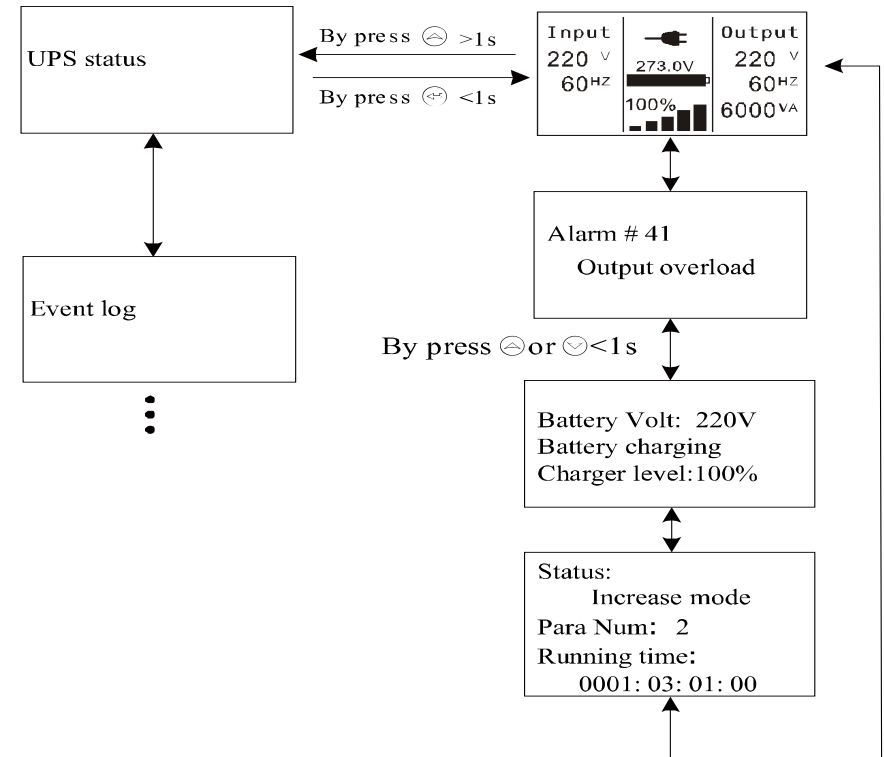 UPS status
By press >1s
By press <1s
Input
220 V
60HZ
273.0V
100%
Output
220 V
60HZ
6000VA
Event log
Alarm # 41
Output overload
By press or <1s
Battery Volt: 220V
Battery charging
Charger level:100%
Status:
Increase mode
Para Num: 2
Running time:
0001: 03: 01: 00